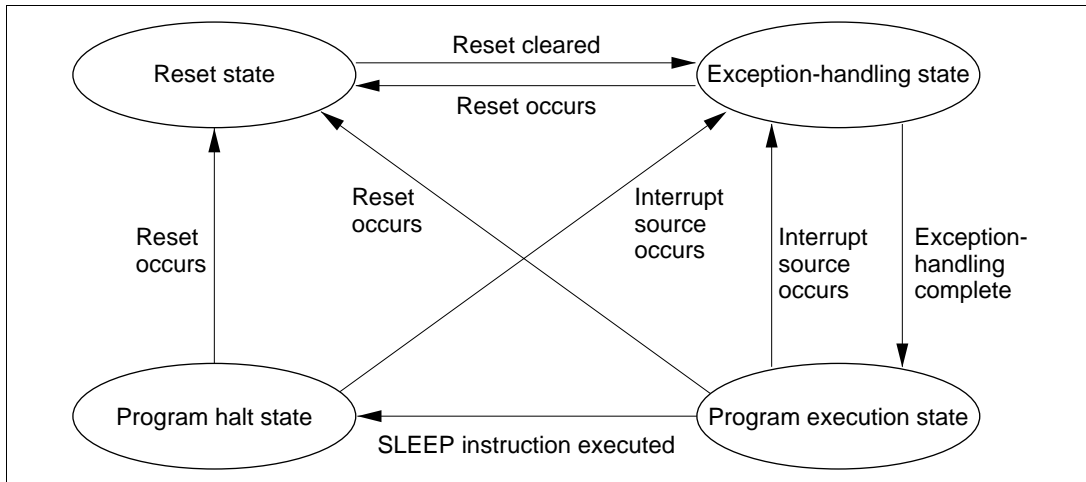 Reset cleared
Reset state
Exception-handling state
Reset occurs
Reset
occurs
Interrupt
source
occurs
Reset
occurs
Interrupt
source
occurs
Exception-
handling
complete
Program halt state
Program execution state
SLEEP instruction executed